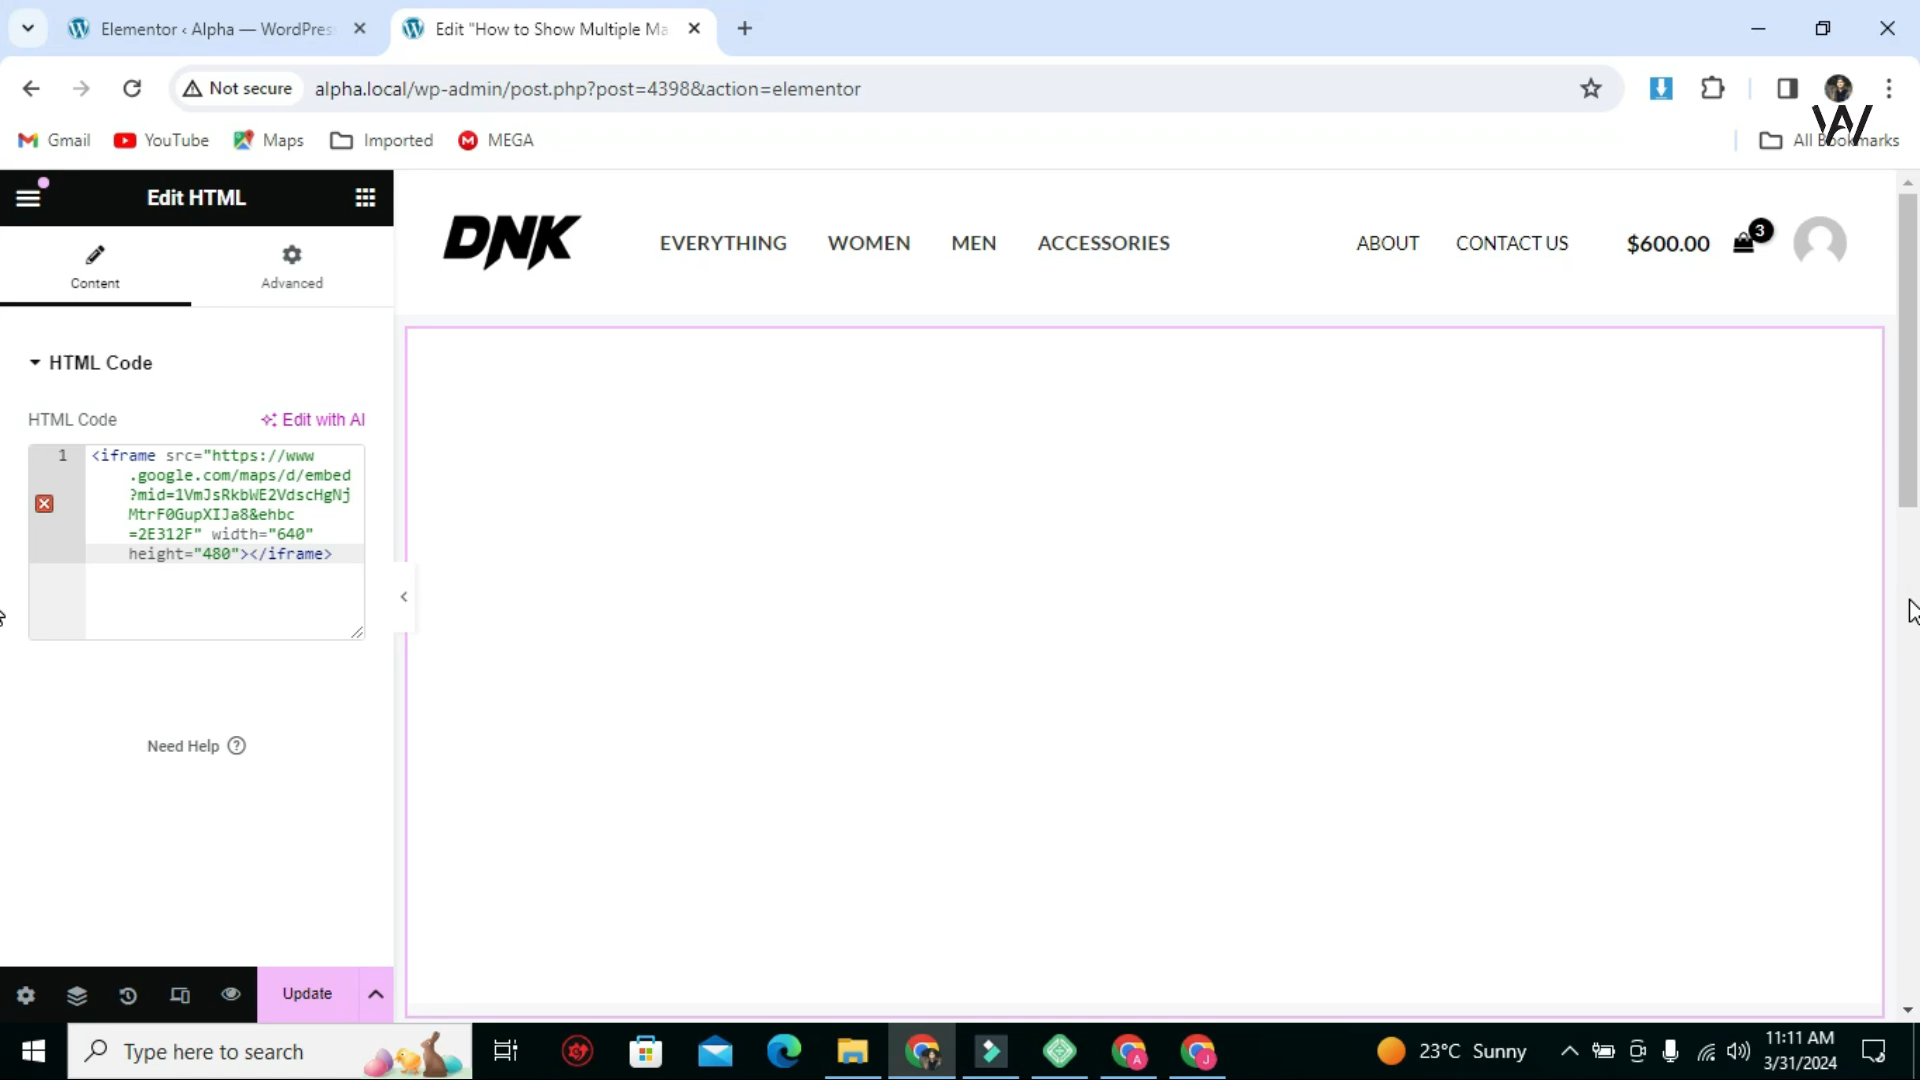 Elementor ‹ Alpha — WordPres
Edit "How to Show Multiple Ma
Not secure
alpha.local/wp-admin/post.php?post=4398&action=elementor
Gmail
YouTube
Maps
Imported
MEGA
All Bookmarks
Edit HTML
Content
Advanced
DNK
EVERYTHING
WOMEN
MEN
ACCESSORIES
ABOUT
CONTACT US
$600.00
3
HTML Code
HTML Code
Edit with AI
1
<iframe src="https://www
.google.com/maps/d/embed
?mid=1VmJsRkbWE2VdscHgNj
MtrF0GupXIJa8&ehbc
=2E312F" width="640"
height="480"></iframe>
Need Help
Update
Type here to search
A
J
23°C Sunny
11:11 AM
3/31/2024